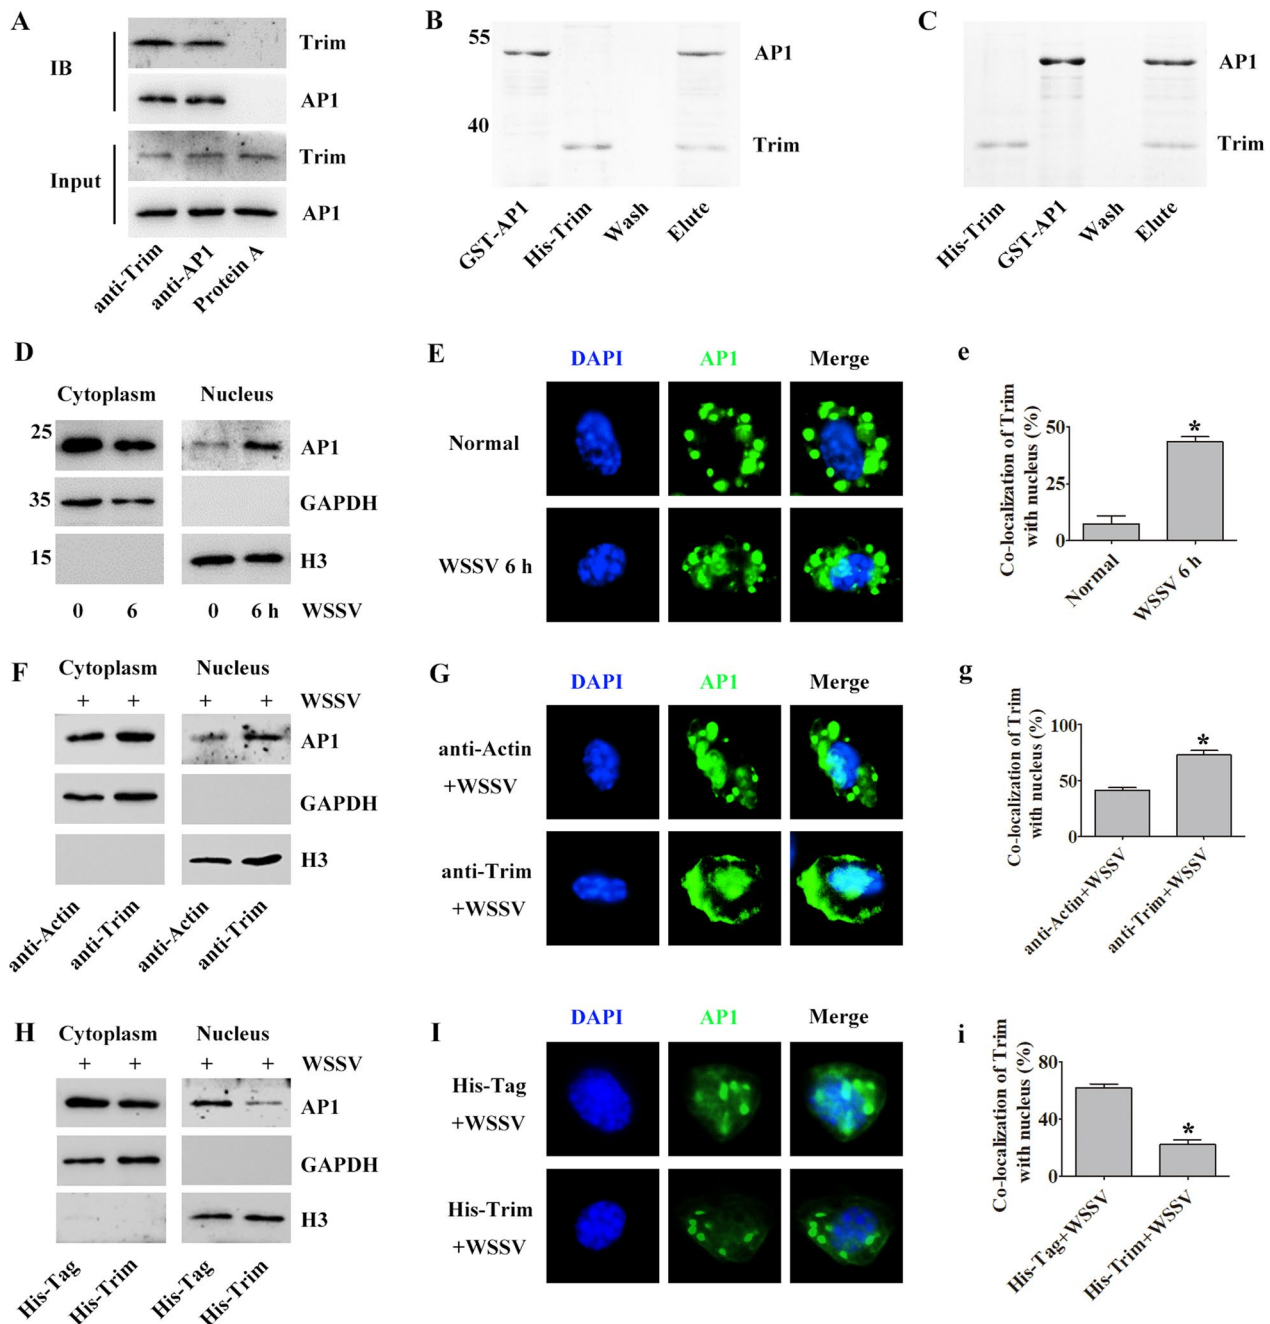 A
IB
Trim
AP1
Input
Trim
AP1
anti-Trim
anti-AP1
Protein A
B
55
40
AP1
Trim
GST-AP1
His-Trim
Wash
Elute
C
AP1
Trim
His-Trim
GST-AP1
Wash
Elute
D
Cytoplasm Nucleus
25 AP1
35 GAPDH
15 H3
0 6 0 6 h WSSV
E
DAPI AP1 Merge
Normal
WSSV 6 h
e
Co-localization of Trim
with nucleus (%)
50
25
0
*
Normal
WSSV 6 h
F
Cytoplasm Nucleus
+ + + + WSSV
AP1
GAPDH
H3
anti-Actin
anti-Trim
anti-Actin
anti-Trim
G
DAPI AP1 Merge
anti-Actin
+WSSV
anti-Trim
+WSSV
g
Co-localization of Trim
with nucleus (%)
100
50
0
*
anti-Actin+WSSV
anti-Trim+WSSV
H
Cytoplasm Nucleus
+ + + + WSSV
AP1
GAPDH
H3
His-Tag
His-Trim
His-Tag
His-Trim
I
DAPI AP1 Merge
His-Tag
+WSSV
His-Trim
+WSSV
i
Co-localization of Trim
with nucleus (%)
80
40
0
*
His-Tag+WSSV
His-Trim+WSSV